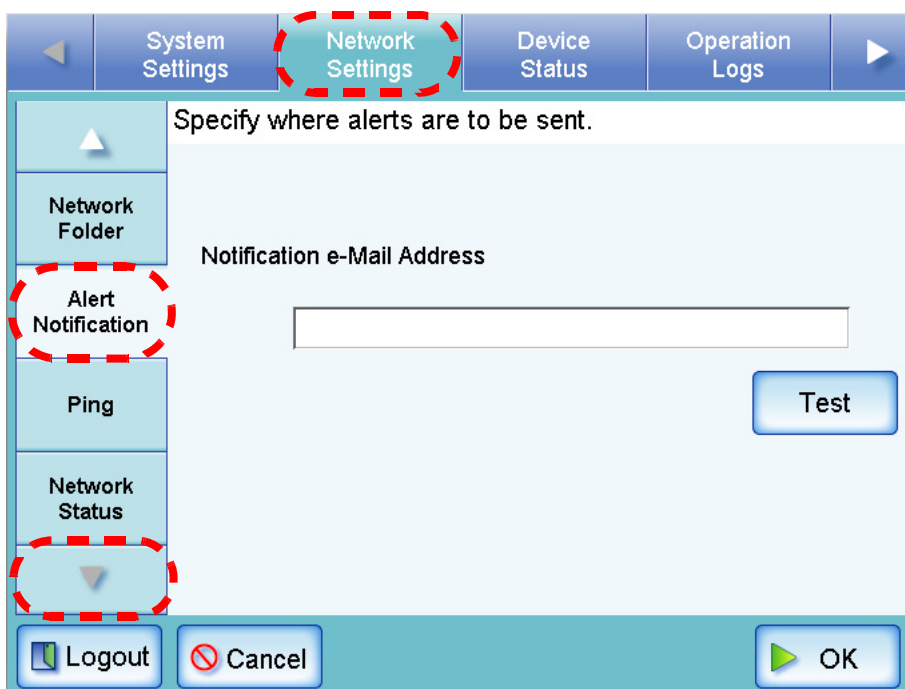 System
Settings
Network
Settings
Device
Status
Operation
Logs
Specify where alerts are to be sent.
Network
Folder
Alert
Notification
Ping
Network
Status
Notification e-Mail Address
Test
Logout
Cancel
OK